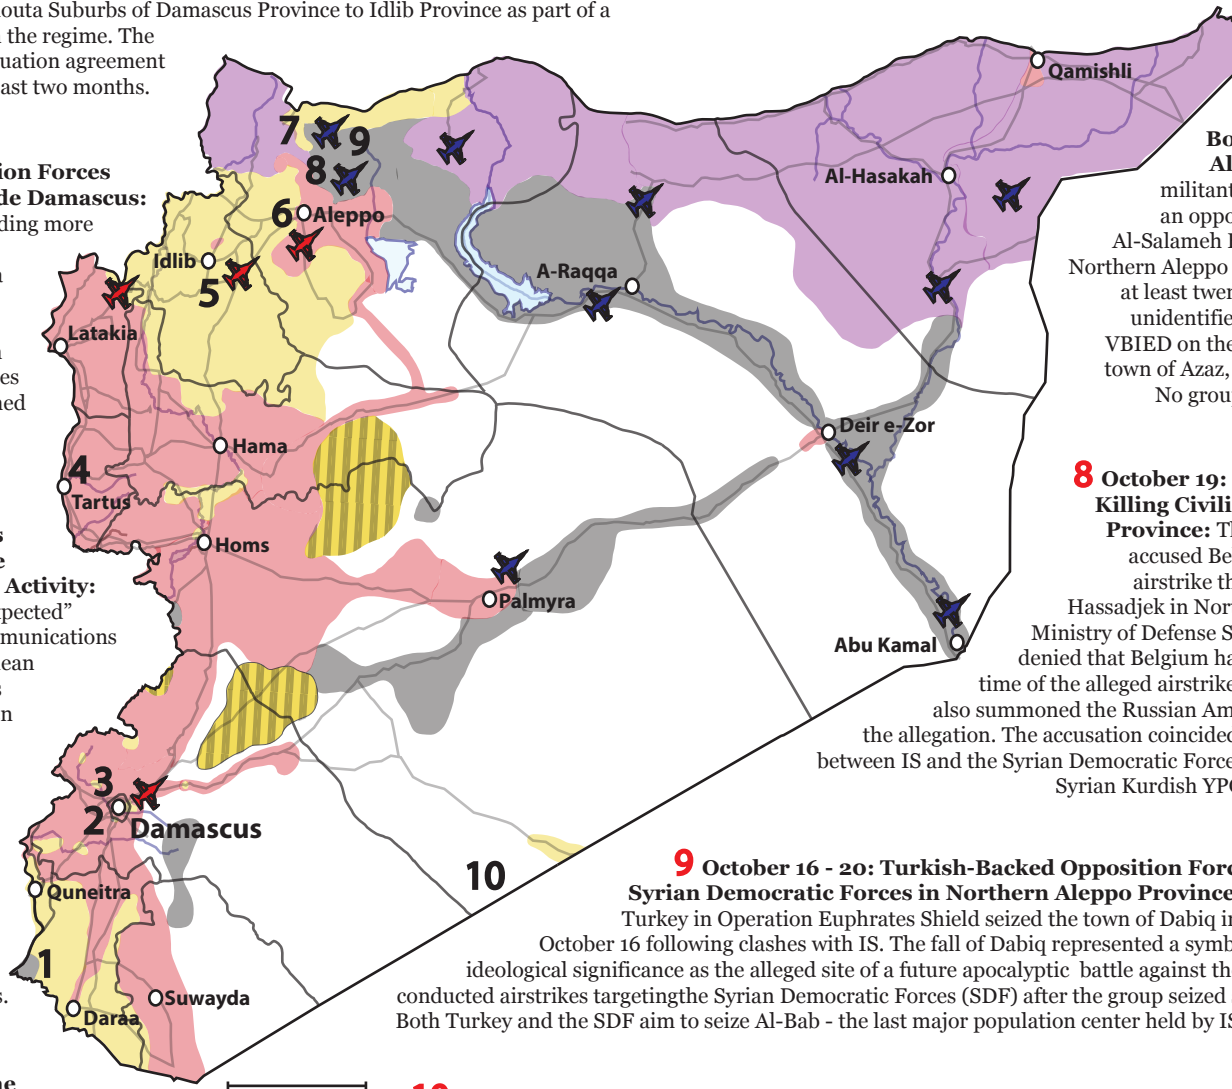 outa Suburbs of Damascus Province to Idlib Province as part of a
the regime. The
uation agreement
ast two months.
ion Forces
de Damascus:
ding more
es
ned
s
e
Activity:
pected”
mmunications
ean
s
n
s.
ne
7
9
8
6
Aleppo
Idlib
5
Latakia
Hama
4
Tartus
Homs
A-Raqqa
Qamishli
Al-Hasakah
Deir e-Zor
Palmyra
Abu Kamal
3
2
Damascus
Quneitra
1
Daraa
Suwayda
10
Bo
Al
militant
an oppo
Al-Salameh
Northern Aleppo
at least twen
unidentifie
VBIED on the
town of Azaz,
No grou
8 October 19:
Killing Civili
Province: Th
accused Be
airstrike th
Hassadjek in Nor
Ministry of Defense S
denied that Belgium ha
time of the alleged airstrike
also summoned the Russian Am
the allegation. The accusation coincided
between IS and the Syrian Democratic Force
Syrian Kurdish YPG
9 October 16 - 20: Turkish-Backed Opposition Forc
Syrian Democratic Forces in Northern Aleppo Province
Turkey in Operation Euphrates Shield seized the town of Dabiq in
October 16 following clashes with IS. The fall of Dabiq represented a symb
ideological significance as the alleged site of a future apocalyptic battle against th
conducted airstrikes targetingthe Syrian Democratic Forces (SDF) after the group seized
Both Turkey and the SDF aim to seize Al-Bab - the last major population center held by IS
10